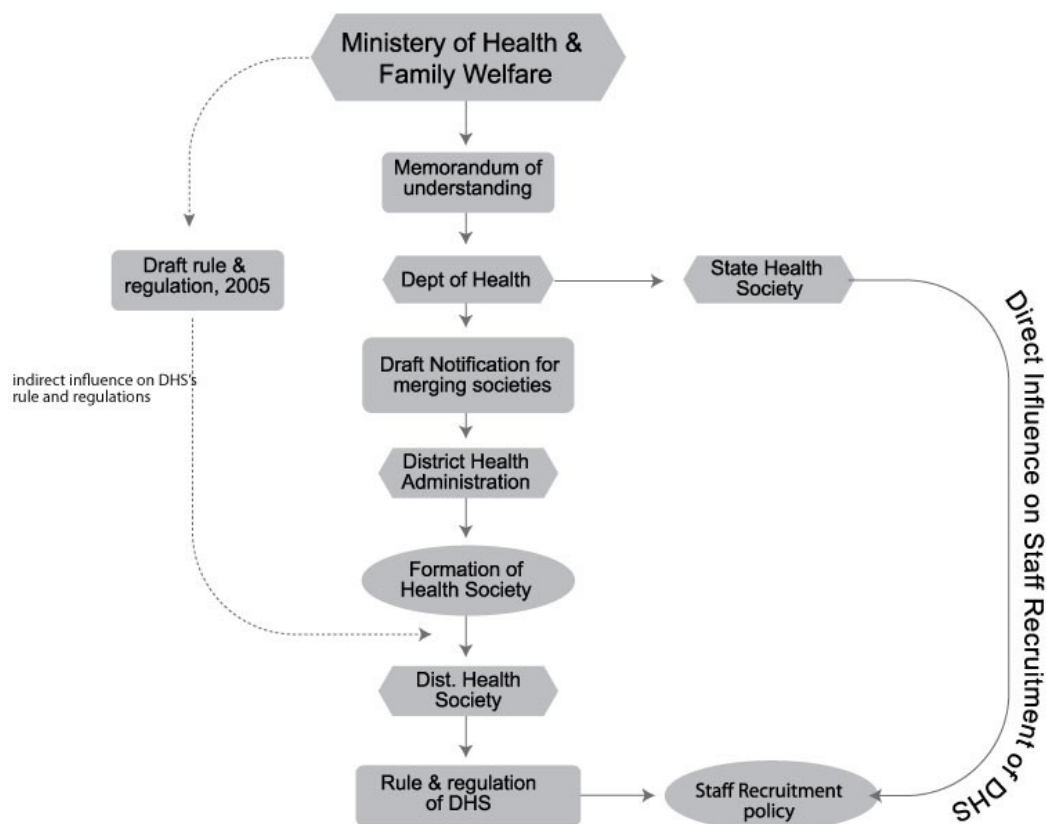 Ministery of Health &
Family Welfare
Memorandum of
understanding
Draft rule &
regulation, 2005
Dept of Health
State Health
Society
Draft Notification for
merging societies
indirect influence on DHS's
rule and regulations
District Health
Administration
Direct Influence on Staff Recruitment of DHS
Formation of
Health Society
Dist. Health
Society
Rule & regulation
of DHS
Staff Recruitment
policy